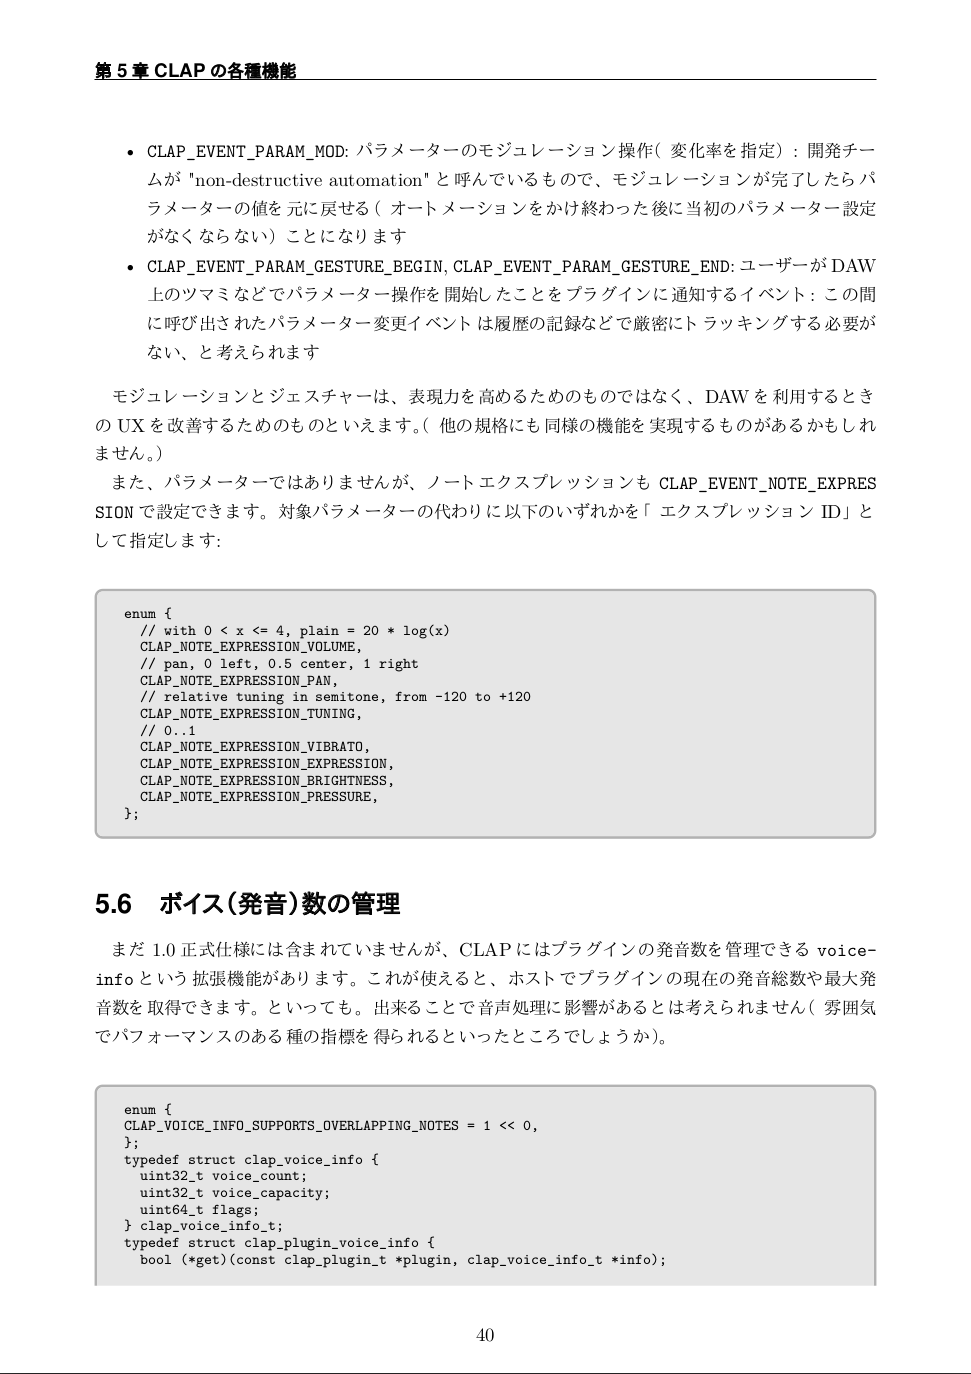 第 5 章 CLAP の各種機能
• CLAP_EVENT_PARAM_MOD: パラメーターのモジュレーション操作(変化率を指定): 開発チー
ムが "non-destructive automation" と呼んでいるもので、モジュレーションが完了したらパ
ラメーターの値を元に戻せる(オートメーションをかけ終わった後に当初のパラメーター設定
がなくならない)ことになります
• CLAP_EVENT_PARAM_GESTURE_BEGIN, CLAP_EVENT_PARAM_GESTURE_END: ユーザーが DAW
上のツマミなどでパラメーター操作を開始したことをプラグインに通知するイベント: この間
に呼び出されたパラメーター変更イベントは履歴の記録などで厳密にトラッキングする必要が
ない、と考えられます
モジュレーションとジェスチャーは、表現力を高めるためのものではなく、DAW を利用するとき
の UX を改善するためのものといえます。(他の規格にも同様の機能を実現するものがあるかもしれ
ません。)
また、パラメーターではありませんが、ノートエクスプレッションも CLAP_EVENT_NOTE_EXPRES
SION で設定できます。対象パラメーターの代わりに以下のいずれかを「エクスプレッション ID」と
して指定します:
enum {
  // with 0 < x <= 4, plain = 20 * log(x)
  CLAP_NOTE_EXPRESSION_VOLUME,
  // pan, 0 left, 0.5 center, 1 right
  CLAP_NOTE_EXPRESSION_PAN,
  // relative tuning in semitone, from -120 to +120
  CLAP_NOTE_EXPRESSION_TUNING,
  // 0..1
  CLAP_NOTE_EXPRESSION_VIBRATO,
  CLAP_NOTE_EXPRESSION_EXPRESSION,
  CLAP_NOTE_EXPRESSION_BRIGHTNESS,
  CLAP_NOTE_EXPRESSION_PRESSURE,
};
5.6 ボイス(発音)数の管理
まだ 1.0 正式仕様には含まれていませんが、CLAP にはプラグインの発音数を管理できる voice-
info という拡張機能があります。これが使えると、ホストでプラグインの現在の発音総数や最大発
音数を取得できます。といっても。出来ることで音声処理に影響があるとは考えられません(雰囲気
でパフォーマンスのある種の指標を得られるといったところでしょうか)。
enum {
CLAP_VOICE_INFO_SUPPORTS_OVERLAPPING_NOTES = 1 << 0,
};
typedef struct clap_voice_info {
  uint32_t voice_count;
  uint32_t voice_capacity;
  uint64_t flags;
} clap_voice_info_t;
typedef struct clap_plugin_voice_info {
  bool (*get)(const clap_plugin_t *plugin, clap_voice_info_t *info);
40